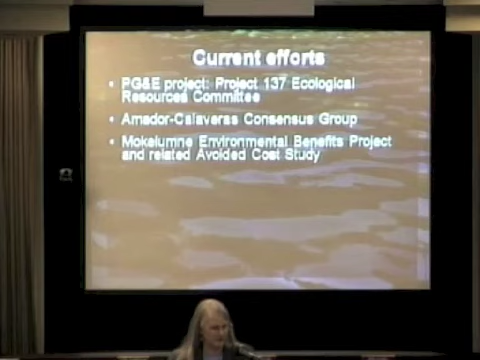 Current efforts
• PG&E project: Project 137 Ecological
Resources Committee
• Amador-Calaveras Consensus Group
• Mokelumne Environmental Benefits Project
and related Avoided Cost Study